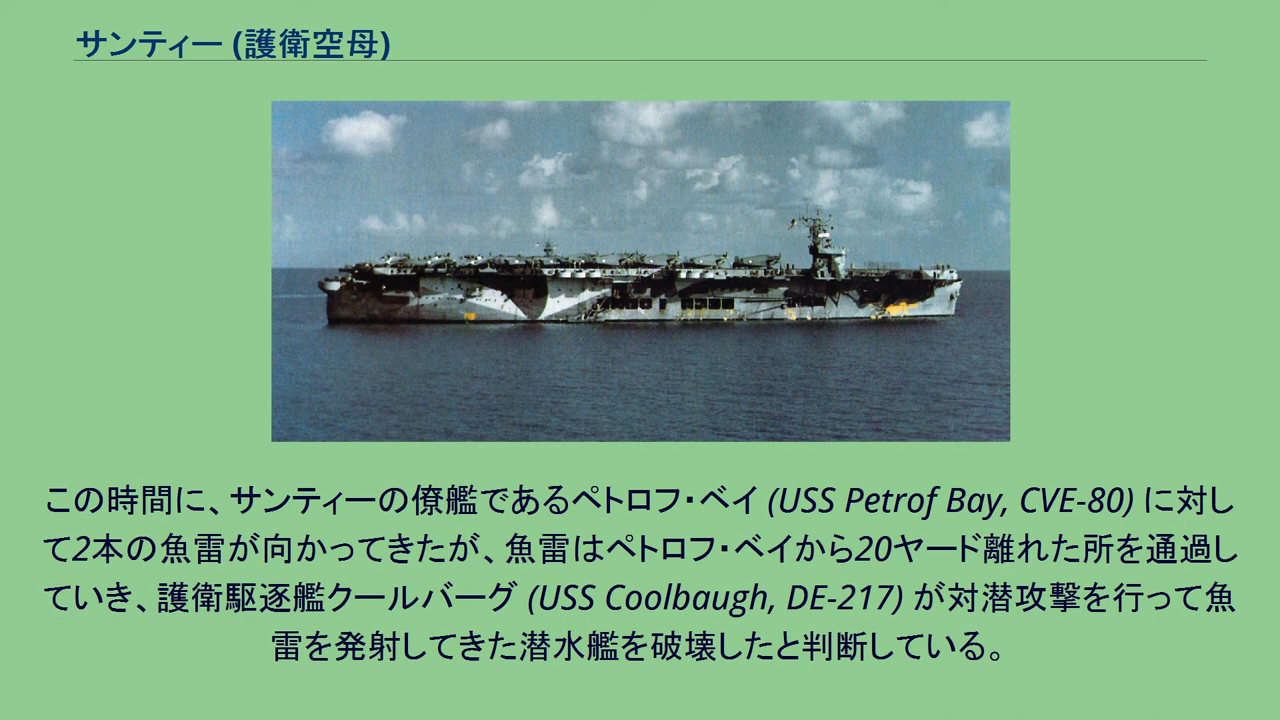 サンティー (護衛空母)
この時間に、サンティーの僚艦であるペトロフ・ベイ (USS Petrof Bay, CVE-80) に対し
て2本の魚雷が向かってきたが、魚雷はペトロフ・ベイから20ヤード離れた所を通過し
ていき、護衛駆逐艦クールバーグ (USS Coolbaugh, DE-217) が対潜攻撃を行って魚
雷を発射してきた潜水艦を破壊したと判断している。